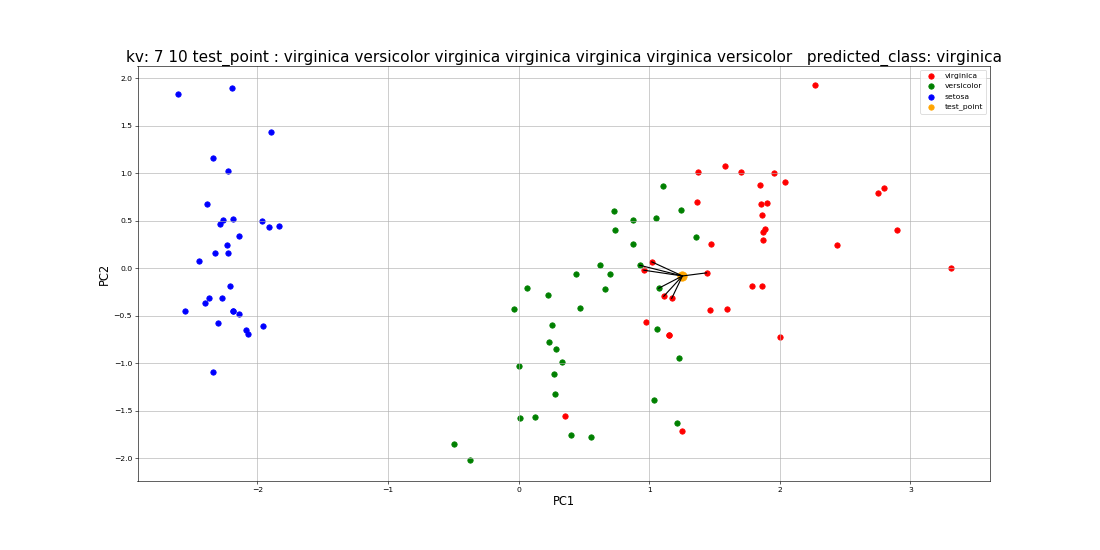 kv: 7 10 test_point : virginica versicolor virginica virginica virginica virginica versicolor   predicted_class: virginica
virginica
versicolor
setosa
test_point
2.0
1.5
1.0
0.5
0.0
−0.5
−1.0
−1.5
−2.0
PC2
−2
−1
0
1
2
3
PC1